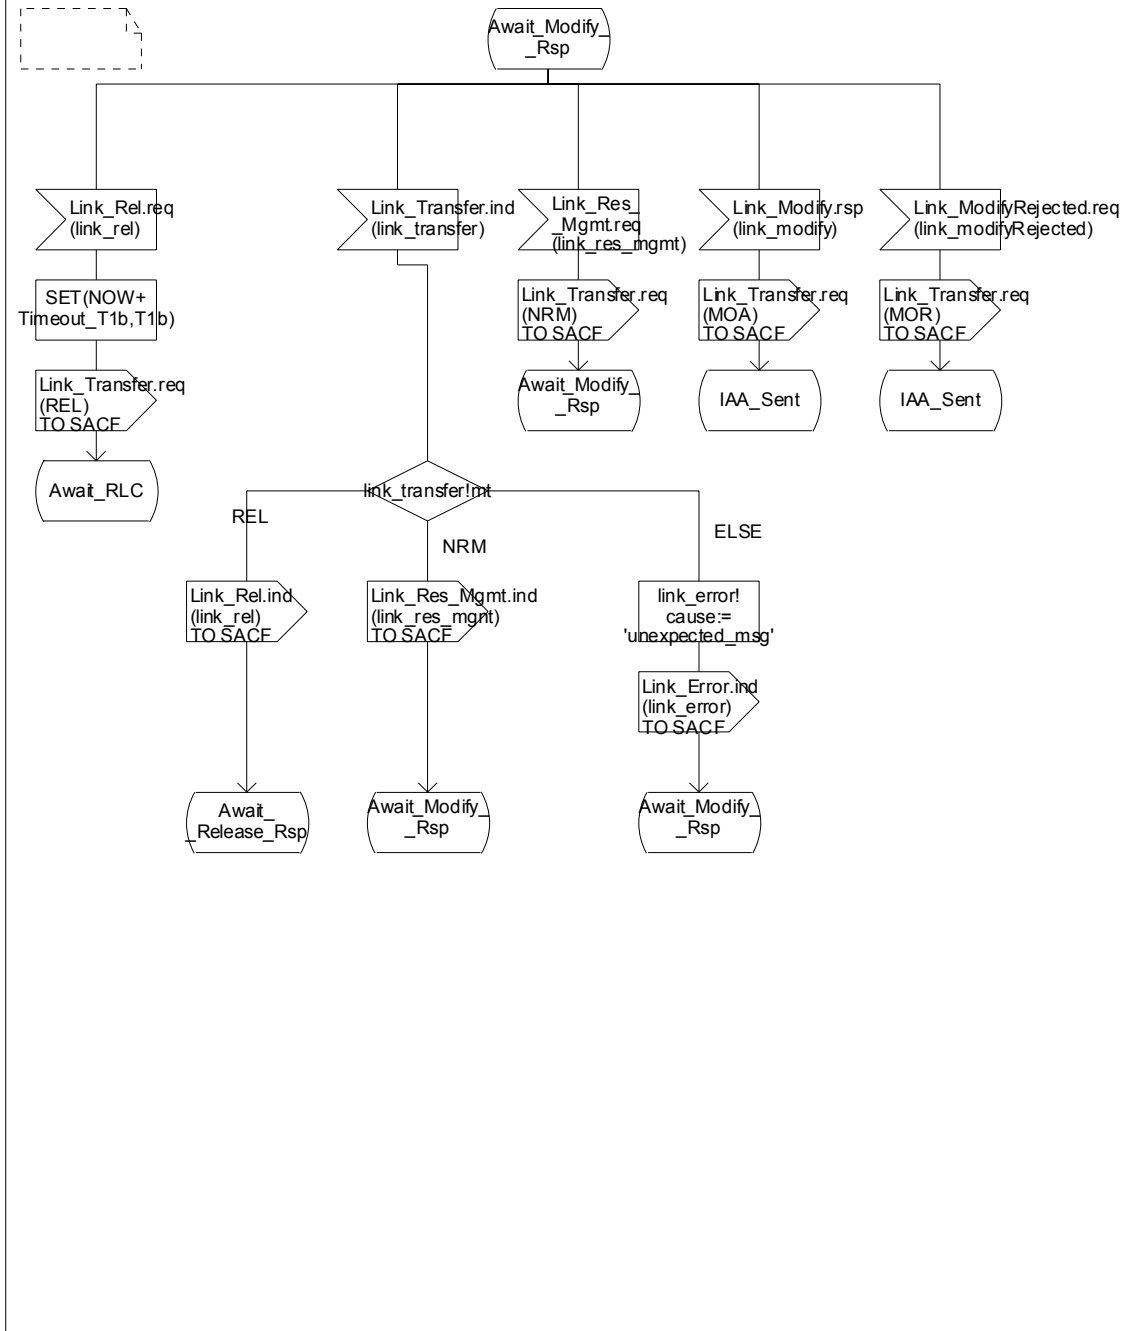 Await_Modify_
_Rsp
Link_Rel.req
(link_rel)
Link_Transfer.ind
(link_transfer)
Link_Res_
_Mgmt.req
(link_res_mgmt)
Link_Modify.rsp
(link_modify)
Link_ModifyRejected.req
(link_modifyRejected)
SET(NOW+
Timeout_T1b,T1b)
Link_Transfer.req
(NRM)
TO SACF
Link_Transfer.req
(MOA)
TO SACF
Link_Transfer.req
(MOR)
TO SACF
Link_Transfer.req
(REL)
TO SACF
Await_Modify_
_Rsp
IAA_Sent
IAA_Sent
Await_RLC
link_transfer!mt
REL
NRM
ELSE
Link_Rel.ind
(link_rel)
TO SACF
Link_Res_Mgmt.ind
(link_res_mgnt)
TO SACF
link_error!
cause:=
'unexpected_msg'
Link_Error.ind
(link_error)
TO SACF
Await_
_Release_Rsp
Await_Modify_
_Rsp
Await_Modify_
_Rsp